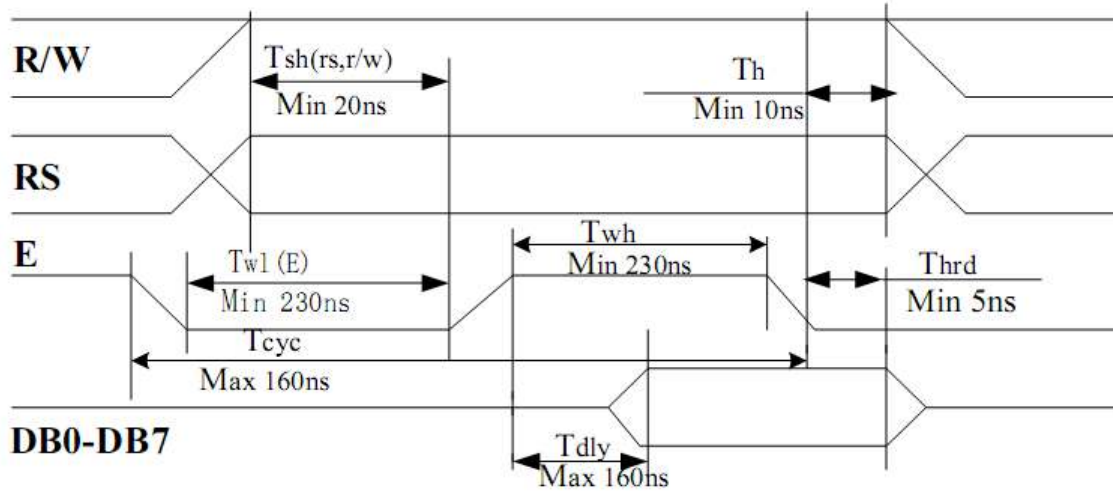 R/W
Tsh(rs,r/w)
Min 20ns
Th
Min 10ns
RS
E
Twl(E)
Min 230ns
Twh
Min 230ns
Thrd
Min 5ns
Tcyc
Max 160ns
DB0-DB7
Tdly
Max 160ns